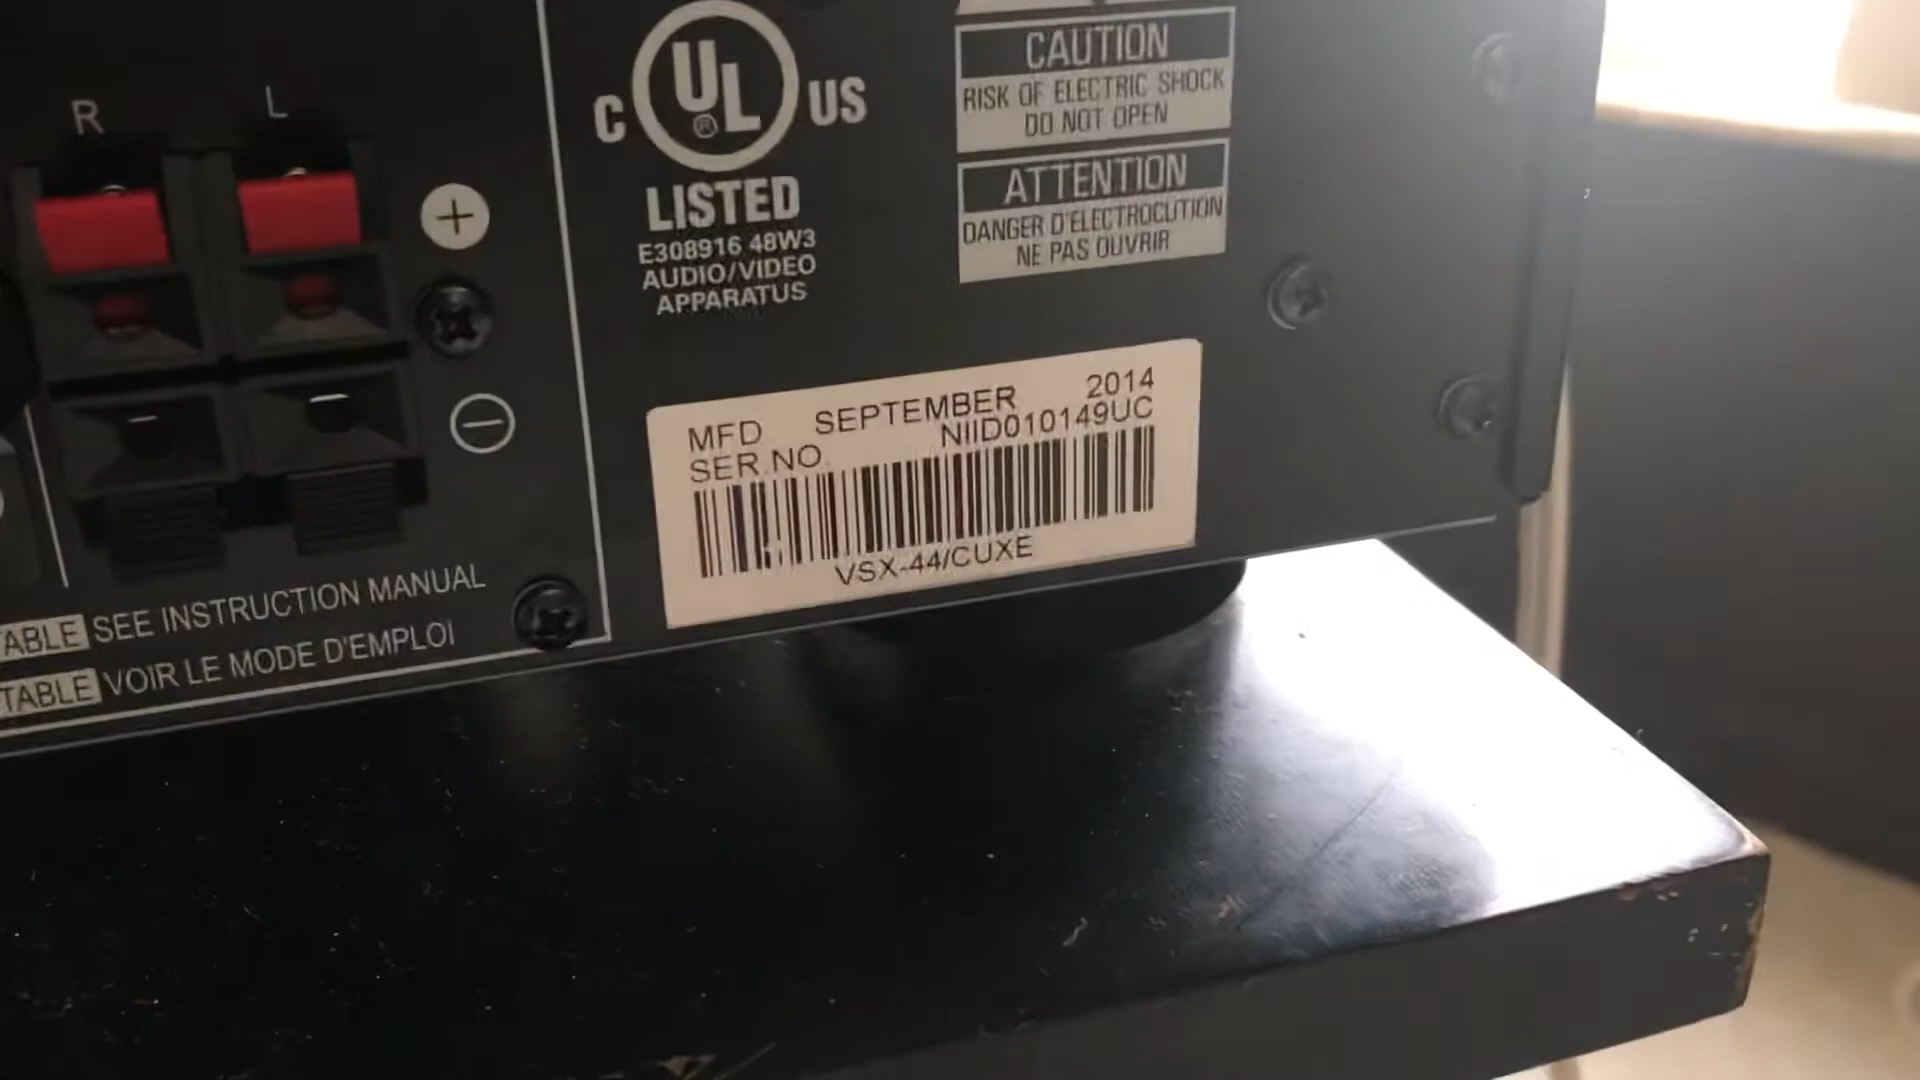 R L
C UL® US
LISTED
E308916 48W3
AUDIO/VIDEO
APPARATUS
CAUTION
RISK OF ELECTRIC SHOCK
DO NOT OPEN
ATTENTION
DANGER D'ELECTROCUTION
NE PAS OUVRIR
+
−
MFD SEPTEMBER 2014
SER.NO. NIID010149UC
VSX-44/CUXE
TABLE SEE INSTRUCTION MANUAL
TABLE VOIR LE MODE D'EMPLOI